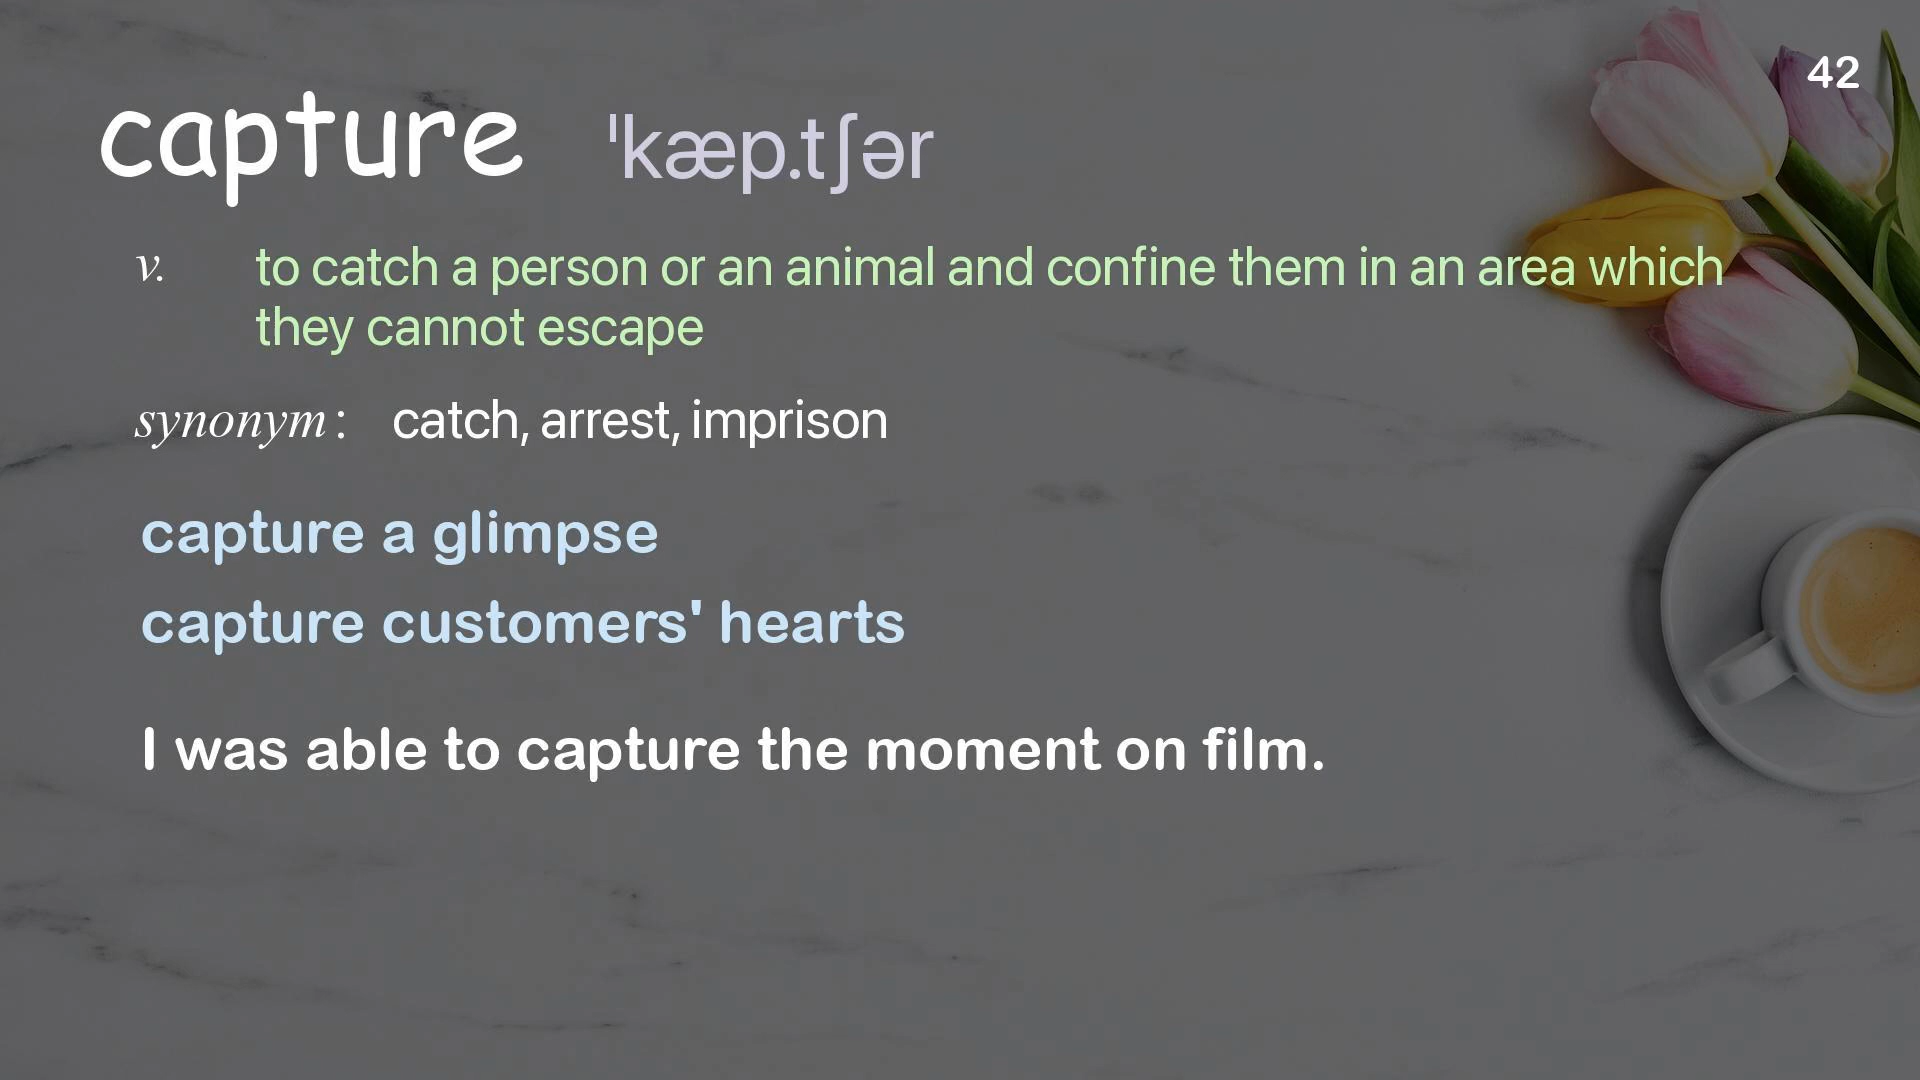 42
capture ˈkæp.tʃər
v. to catch a person or an animal and confine them in an area which
they cannot escape
synonym: catch, arrest, imprison
capture a glimpse
capture customers' hearts
I was able to capture the moment on film.